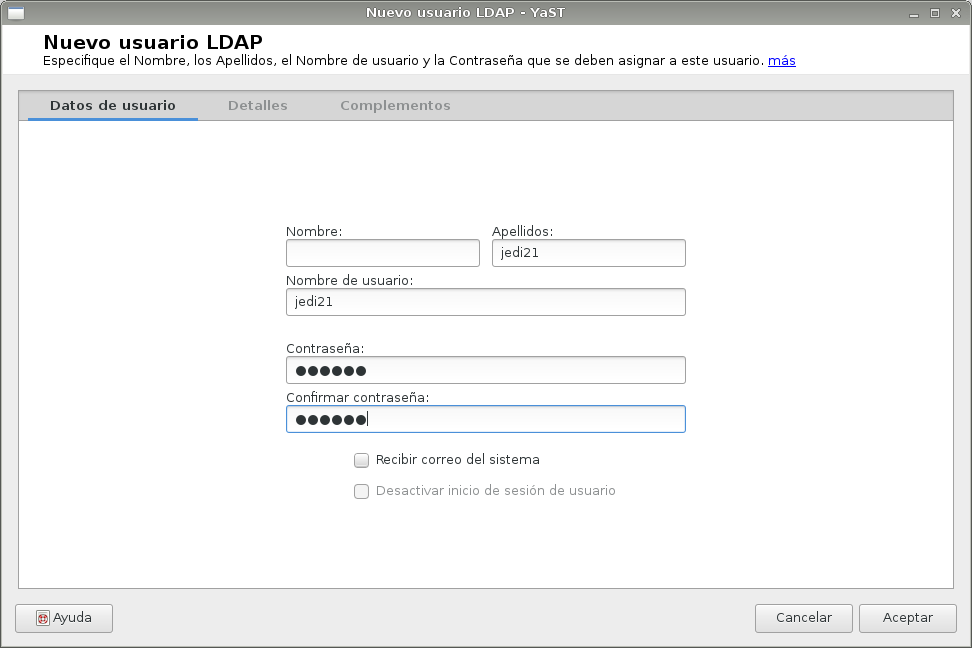 Nuevo usuario LDAP - YaST
Nuevo usuario LDAP
Especifique el Nombre, los Apellidos, el Nombre de usuario y la Contraseña que se deben asignar a este usuario. más
Datos de usuario Detalles Complementos
Nombre: Apellidos:
jedi21
Nombre de usuario:
jedi21
Contraseña:
●●●●●●
Confirmar contraseña:
●●●●●●
Recibir correo del sistema
Desactivar inicio de sesión de usuario
Ayuda Cancelar Aceptar